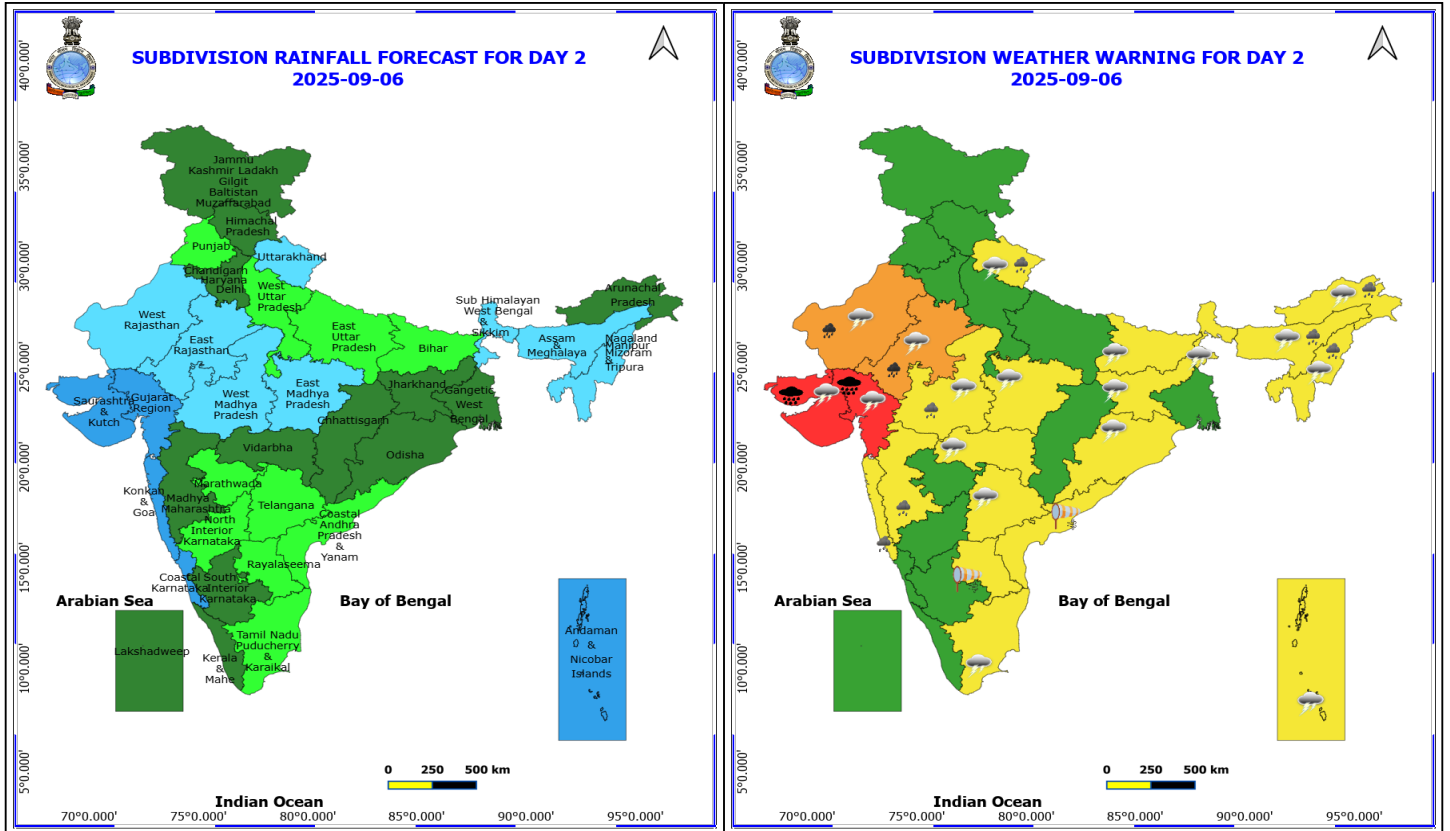 SUBDIVISION RAINFALL FORECAST FOR DAY 2
2025-09-06
40°0.000'
35°0.000'
30°0.000'
25°0.000'
20°0.000'
15°0.000'
10°0.000'
5°0.000'
Jammu
Kashmir Ladakh
Gilgit
Baltistan
Muzaffarabad
Himachal
Pradesh
Punjab
Uttarakhand
Chandigarh
Haryana
Delhi
West
Uttar
Pradesh
Arunachal
Pradesh
Sub Himalayan
West Bengal
&
Sikkim
West
Rajasthan
East
Rajasthan
East
Uttar
Pradesh
Bihar
Assam
&
Meghalaya
Nagaland
Manipur
Mizoram
&
Tripura
Saurashtra
&
Kutch
Gujarat
Region
West
Madhya
Pradesh
East
Madhya
Pradesh
Jharkhand
Gangetic
West
Bengal
Chhattisgarh
Vidarbha
Odisha
Konkan
&
Goa
Madhya
Maharashtra
Marathwada
Telangana
North
Interior
Karnataka
Coastal
Andhra
Pradesh
&
Yanam
Rayalaseema
Coastal
Karnataka
South
Interior
Karnataka
Arabian Sea
Bay of Bengal
Lakshadweep
Kerala
&
Mahe
Tamil Nadu
Puducherry
&
Karaikal
Andaman
&
Nicobar
Islands
0 250 500 km
Indian Ocean
70°0.000' 75°0.000' 80°0.000' 85°0.000' 90°0.000' 95°0.000'
SUBDIVISION WEATHER WARNING FOR DAY 2
2025-09-06
40°0.000'
35°0.000'
30°0.000'
25°0.000'
20°0.000'
15°0.000'
10°0.000'
5°0.000'
Arabian Sea
Bay of Bengal
0 250 500 km
Indian Ocean
70°0.000' 75°0.000' 80°0.000' 85°0.000' 90°0.000' 95°0.000'